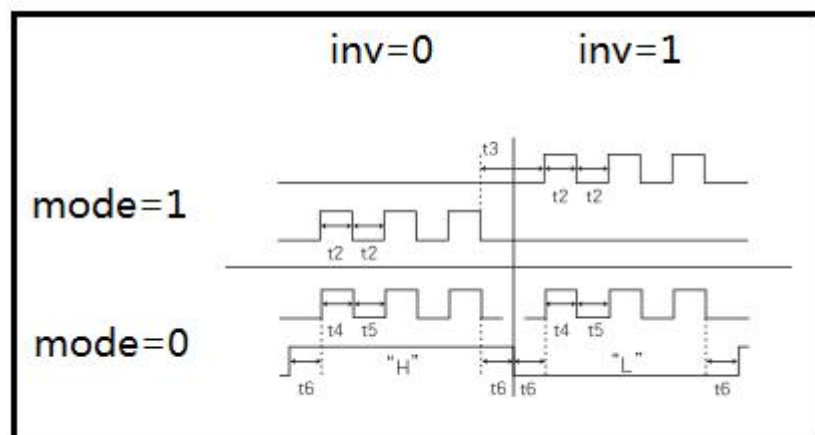 inv=0 inv=1
t3
mode=1
t2 t2
t2 t2
t4 t5 t4 t5
mode=0
"H" "L"
t6 t6 t6 t6